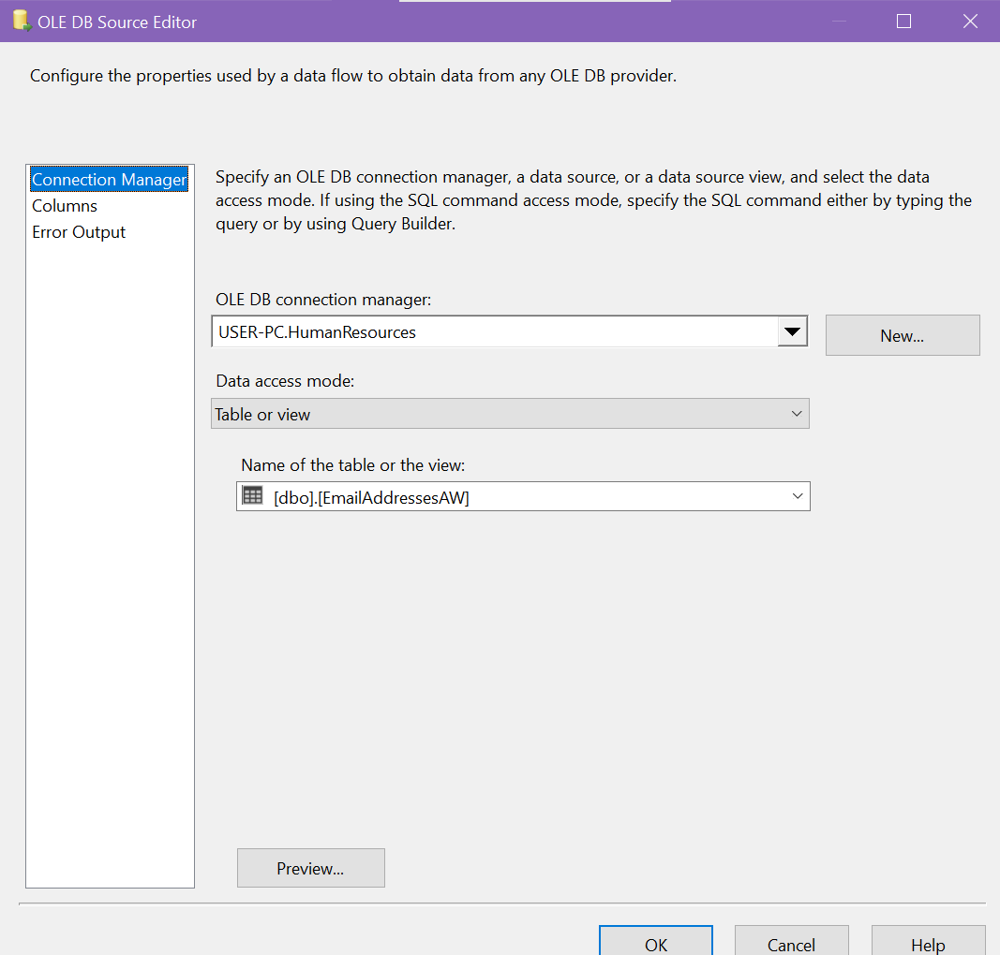 OLE DB Source Editor
Configure the properties used by a data flow to obtain data from any OLE DB provider.
Connection Manager
Columns
Error Output
Specify an OLE DB connection manager, a data source, or a data source view, and select the data
access mode. If using the SQL command access mode, specify the SQL command either by typing the
query or by using Query Builder.
OLE DB connection manager:
USER-PC.HumanResources
New...
Data access mode:
Table or view
Name of the table or the view:
[dbo].[EmailAddressesAW]
Preview...
OK
Cancel
Help